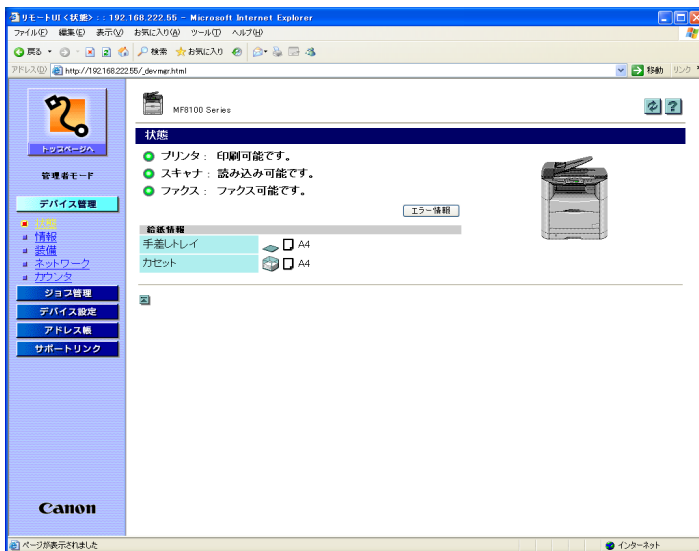 リモートUI <状態> : : 192.168.222.55 - Microsoft Internet Explorer
ファイル(F) 編集(E) 表示(V) お気に入り(A) ツール(T) ヘルプ(H)
戻る 検索 お気に入り
アドレス(D) http://192.168.222.55/_devmgr.html 移動 リンク
MF8100 Series
トップページへ
管理者モード
デバイス管理
状態
情報
装備
ネットワーク
カウンタ
ジョブ管理
デバイス設定
アドレス帳
サポートリンク
Canon
状態
プリンタ : 印刷可能です。
スキャナ : 読み込み可能です。
ファクス : ファクス可能です。
エラー情報
給紙情報
手差しトレイ A4
カセット A4
ページが表示されました インターネット